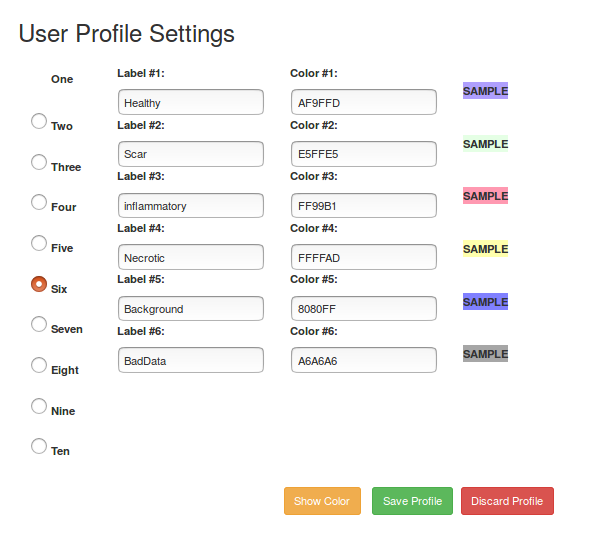 User Profile Settings
One
Label #1:
Color #1:
Healthy
AF9FFD
SAMPLE
Two
Label #2:
Color #2:
Scar
E5FFE5
SAMPLE
Three
Label #3:
Color #3:
inflammatory
FF99B1
SAMPLE
Four
Label #4:
Color #4:
Necrotic
FFFFAD
SAMPLE
Five
Label #5:
Color #5:
Background
8080FF
SAMPLE
Six
Label #6:
Color #6:
BadData
A6A6A6
SAMPLE
Seven
Eight
Nine
Ten
Show Color
Save Profile
Discard Profile